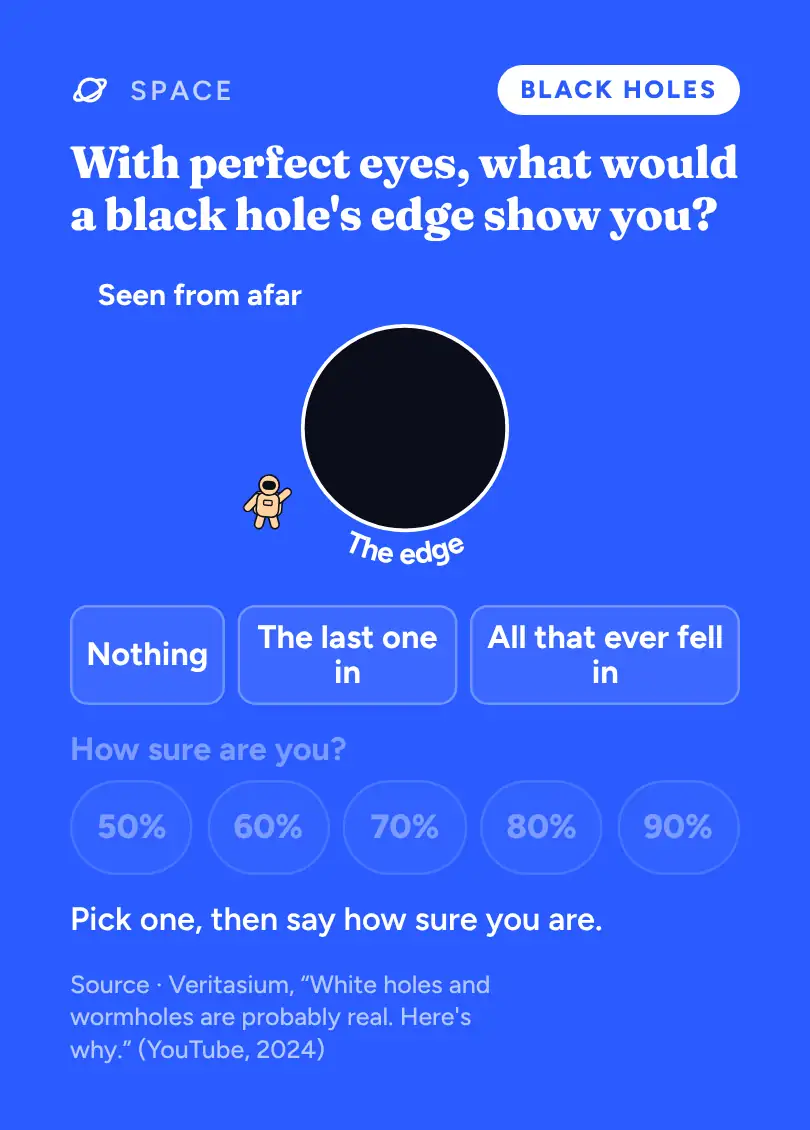 SPACE
BLACK HOLES
With perfect eyes, what would
a black hole's edge show you?
Seen from afar
The edge
Nothing
The last one
in
All that ever fell
in
How sure are you?
50%
60%
70%
80%
90%
Pick one, then say how sure you are.
Source · Veritasium, “White holes and
wormholes are probably real. Here's
why.” (YouTube, 2024)